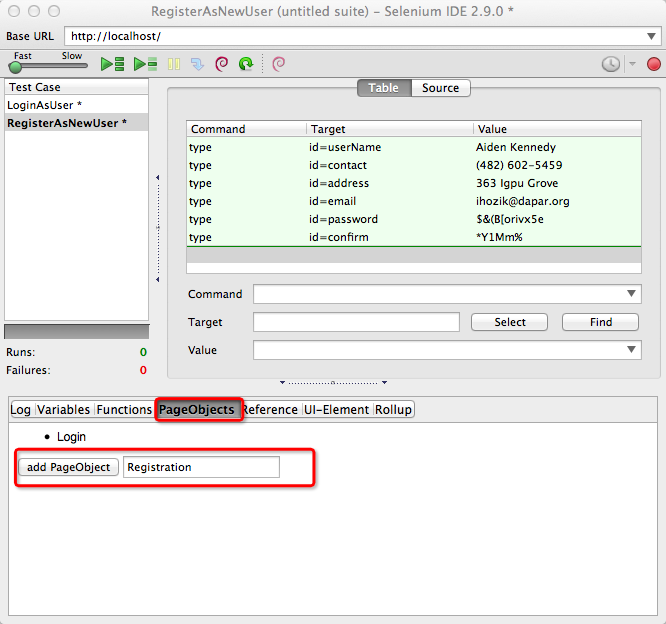 RegisterAsNewUser (untitled suite) - Selenium IDE 2.9.0 *
Base URL http://localhost/
Fast Slow
Table Source
Test Case
LoginAsUser *
RegisterAsNewUser *
Command Target Value
type id=userName Aiden Kennedy
type id=contact (482) 602-5459
type id=address 363 Igpu Grove
type id=email ihozik@dapar.org
type id=password $&(B[orivx5e
type id=confirm *Y1Mm%
Command
Target Select Find
Value
Runs: 0
Failures: 0
Log Variables Functions PageObjects Reference UI-Element Rollup
• Login
add PageObject Registration